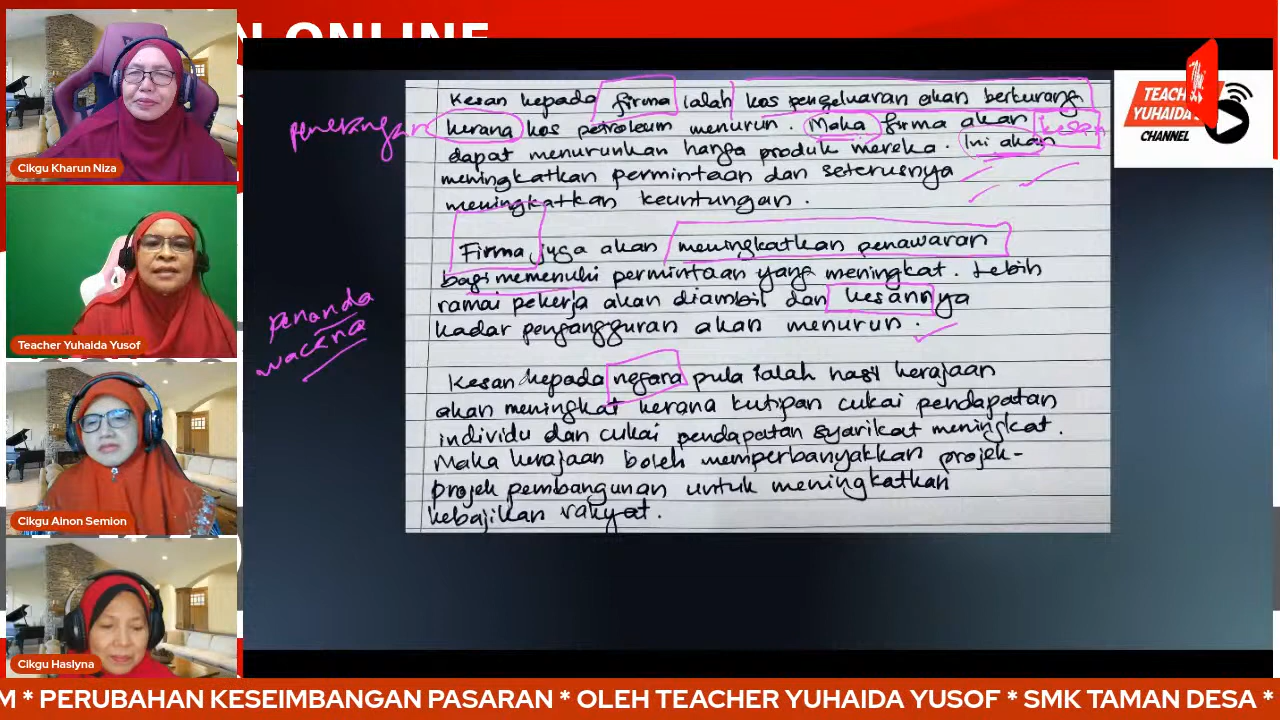 N ONLINE
Cikgu Kharun Niza
Teacher Yuhaida Yusof
Cikgu Ainon Semion
Cikgu Haslyna
TEACH
YUHAIDA
CHANNEL
penerangan
penanda
wacana
Kesan kepada firma ialah kos pengeluaran akan berkurang
kerana kos petroleum menurun. Maka firma akan kesan
dapat menurunkan harga produk mereka. Ini akan
meningkatkan permintaan dan seterusnya
meningkatkan keuntungan.
Firma juga akan meningkatkan penawaran
bagi memenuhi permintaan yang meningkat. Lebih
ramai pekerja akan diambil dan kesannya
kadar pengangguran akan menurun.
Kesan kepada negara pula ialah hasil kerajaan
akan meningkat kerana kutipan cukai pendapatan
individu dan cukai pendapatan syarikat meningkat.
Maka kerajaan boleh memperbanyakkan projek-
projek pembangunan untuk meningkatkan
kebajikan rakyat.
M * PERUBAHAN KESEIMBANGAN PASARAN * OLEH TEACHER YUHAIDA YUSOF * SMK TAMAN DESA *